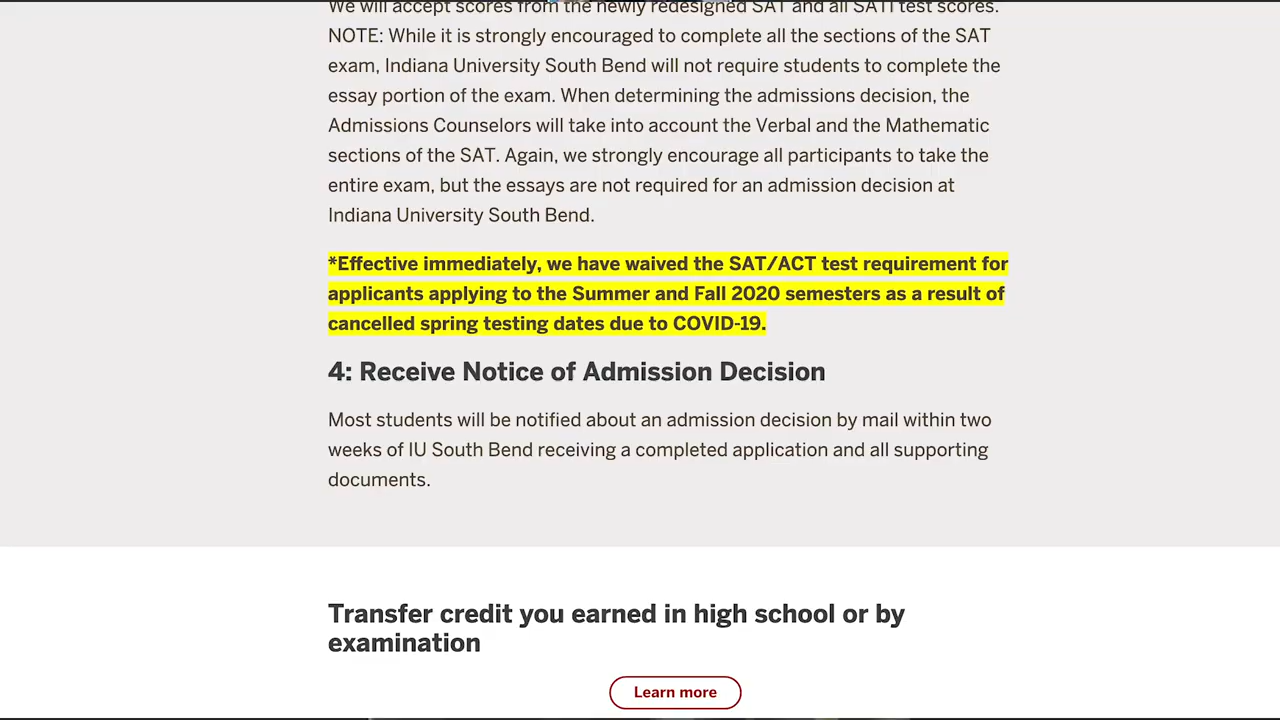 We will accept scores from the newly redesigned SAT and all SATI test scores.
NOTE: While it is strongly encouraged to complete all the sections of the SAT
exam, Indiana University South Bend will not require students to complete the
essay portion of the exam. When determining the admissions decision, the
Admissions Counselors will take into account the Verbal and the Mathematic
sections of the SAT. Again, we strongly encourage all participants to take the
entire exam, but the essays are not required for an admission decision at
Indiana University South Bend.
*Effective immediately, we have waived the SAT/ACT test requirement for
applicants applying to the Summer and Fall 2020 semesters as a result of
cancelled spring testing dates due to COVID-19.
4: Receive Notice of Admission Decision
Most students will be notified about an admission decision by mail within two
weeks of IU South Bend receiving a completed application and all supporting
documents.
Transfer credit you earned in high school or by
examination
Learn more